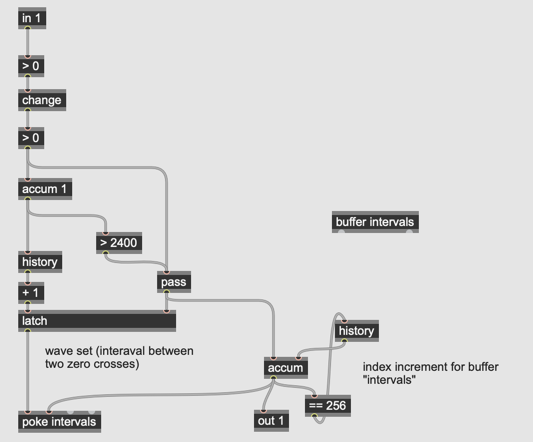 in 1
> 0
change
> 0
accum 1
buffer intervals
> 2400
history
pass
+ 1
latch
history
wave set (interaval between
two zero crosses)
accum
index increment for buffer
"intervals"
== 256
poke intervals
out 1